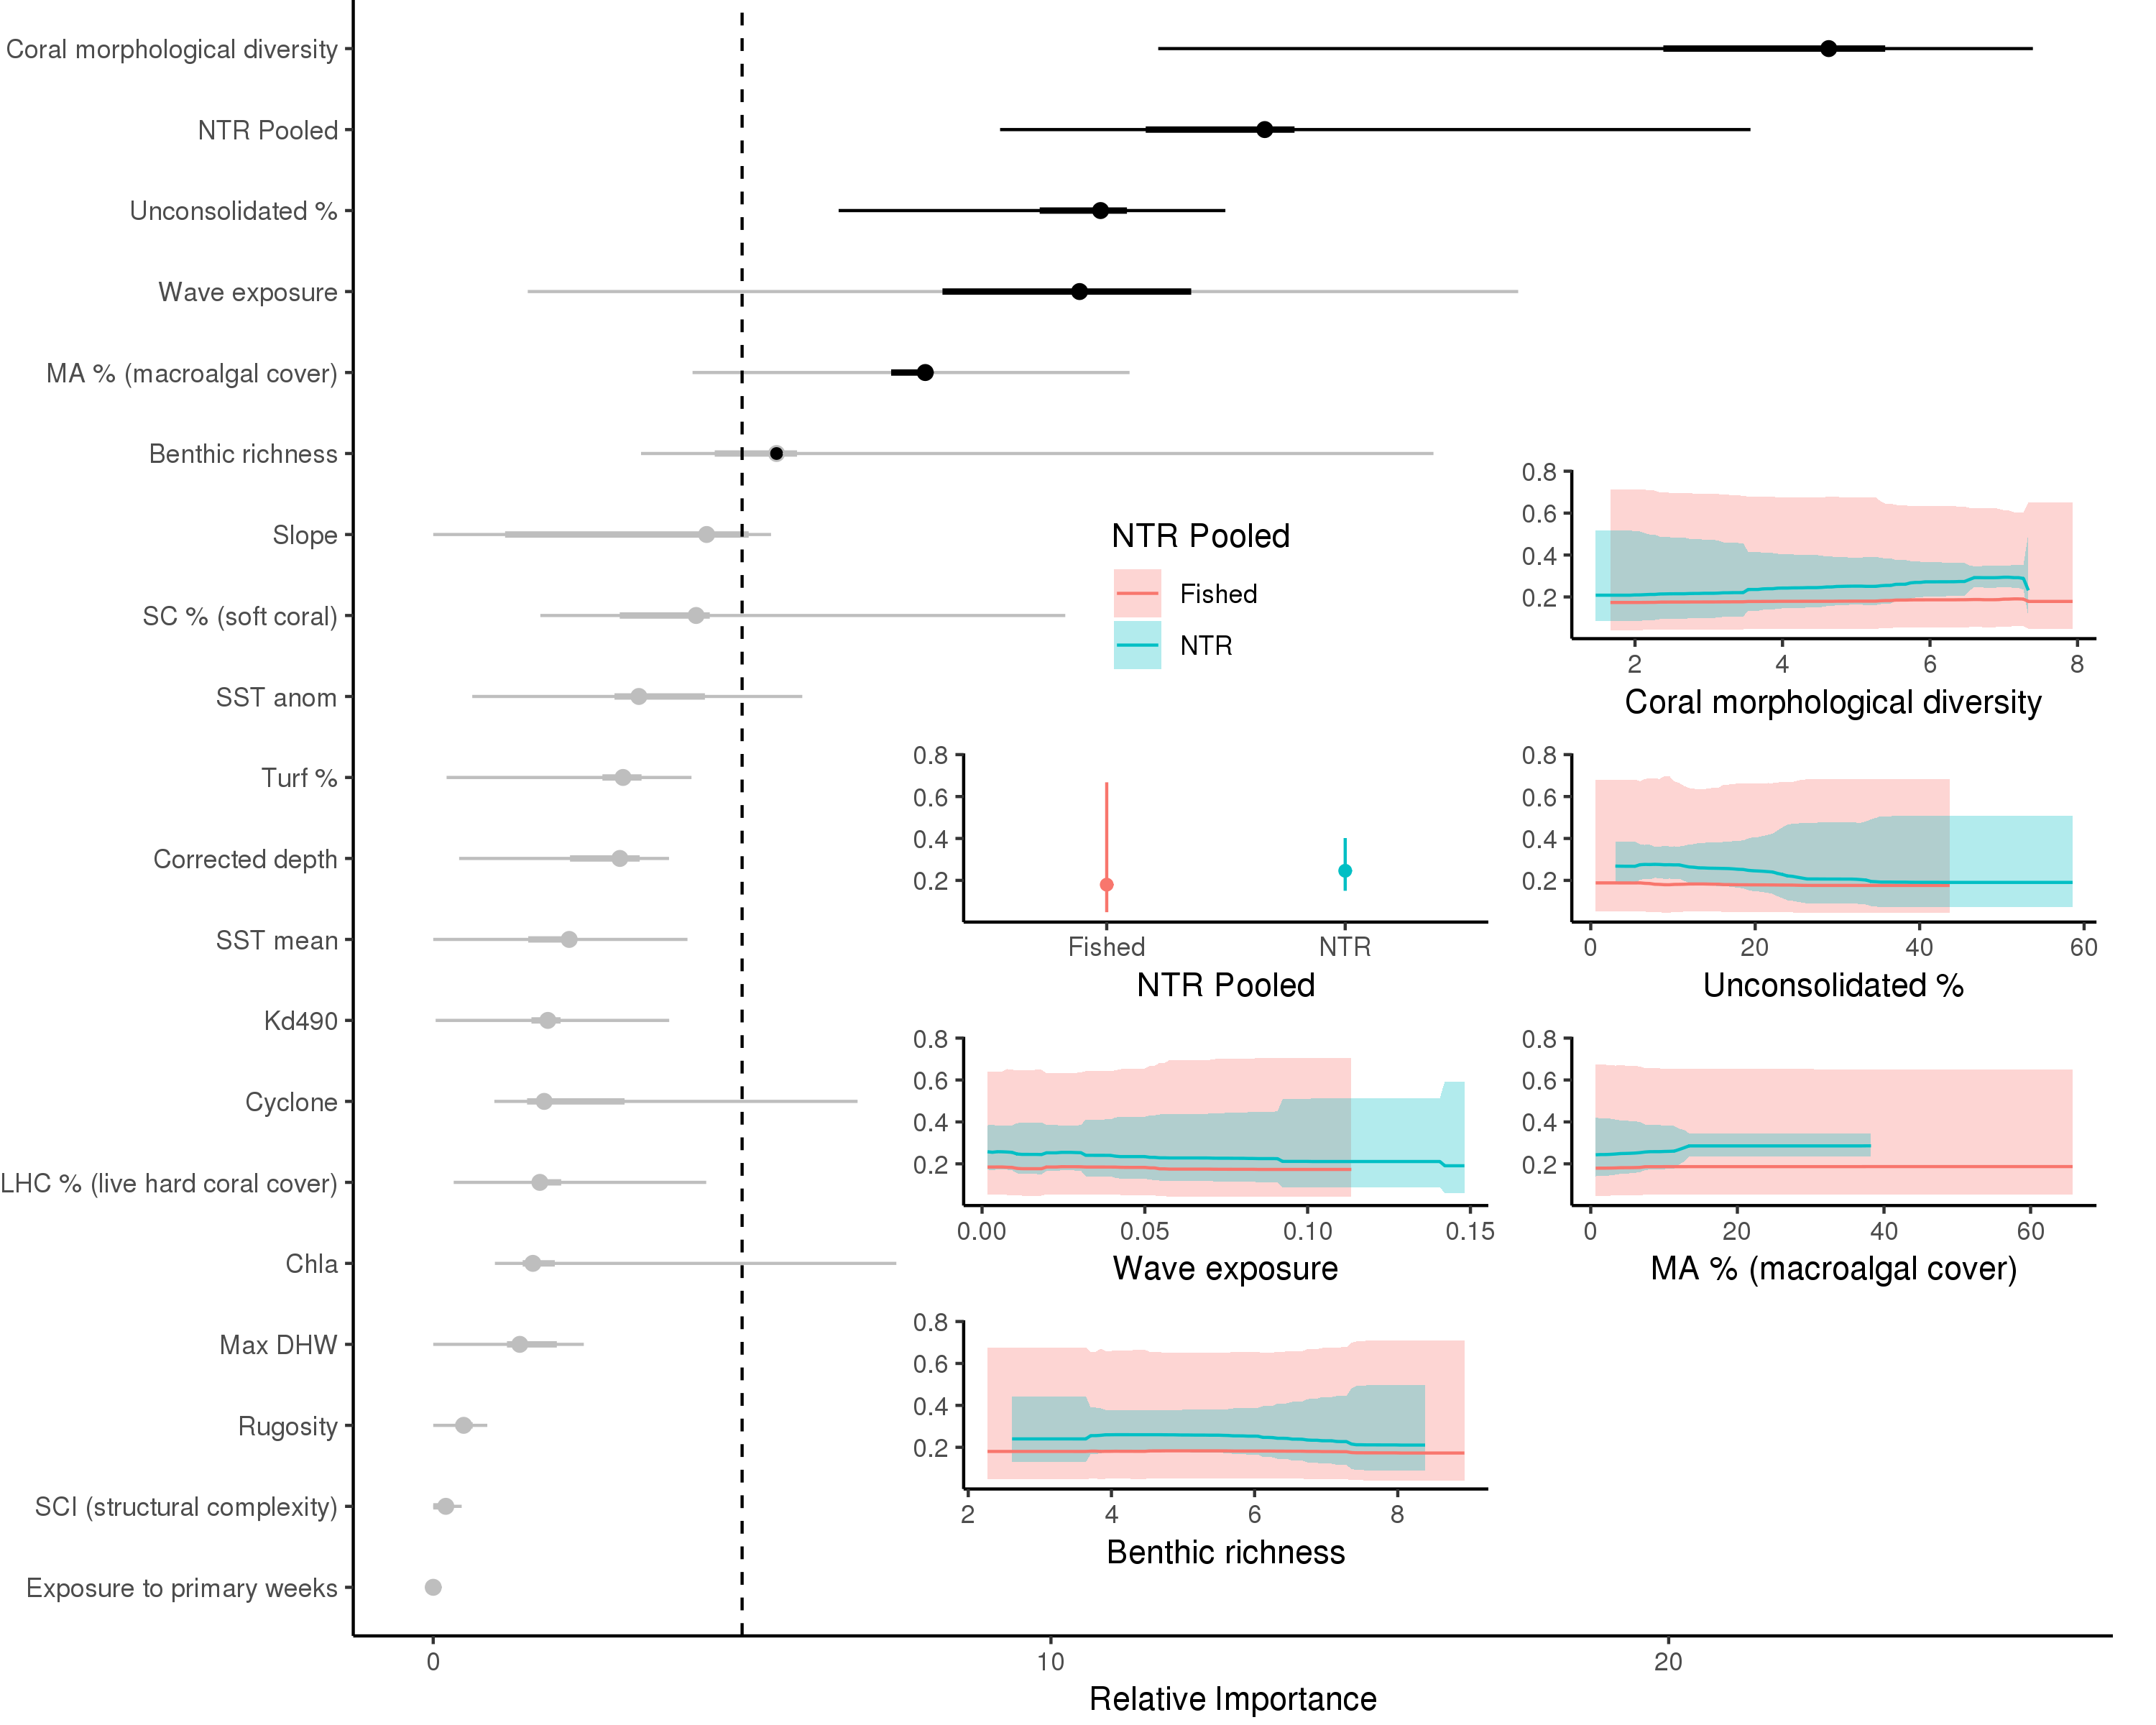 Coral morphological diversity
NTR Pooled
Unconsolidated %
Wave exposure
MA % (macroalgal cover)
Benthic richness
Slope
SC % (soft coral)
SST anom
Turf %
Corrected depth
SST mean
Kd490
Cyclone
LHC % (live hard coral cover)
Chla
Max DHW
Rugosity
SCI (structural complexity)
Exposure to primary weeks
0 10 20
Relative Importance
NTR Pooled
Fished
NTR
0.8
0.6
0.4
0.2
2 4 6 8
Coral morphological diversity
0.8
0.6
0.4
0.2
Fished NTR
NTR Pooled
0.8
0.6
0.4
0.2
0 20 40 60
Unconsolidated %
0.8
0.6
0.4
0.2
0.00 0.05 0.10 0.15
Wave exposure
0.8
0.6
0.4
0.2
0 20 40 60
MA % (macroalgal cover)
0.8
0.6
0.4
0.2
2 4 6 8
Benthic richness